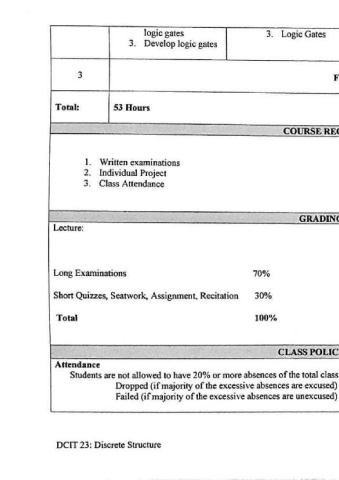 logic gates
3. Develop logic gates
3. Logic Gates
3
F
Total: 53 Hours
COURSE REQ
1. Written examinations
2. Individual Project
3. Class Attendance
GRADING
Lecture:
Long Examinations 70%
Short Quizzes, Seatwork, Assignment, Recitation 30%
Total 100%
CLASS POLIC
Attendance
Students are not allowed to have 20% or more absences of the total class
Dropped (if majority of the excessive absences are excused)
Failed (if majority of the excessive absences are unexcused)
DCIT 23: Discrete Structure